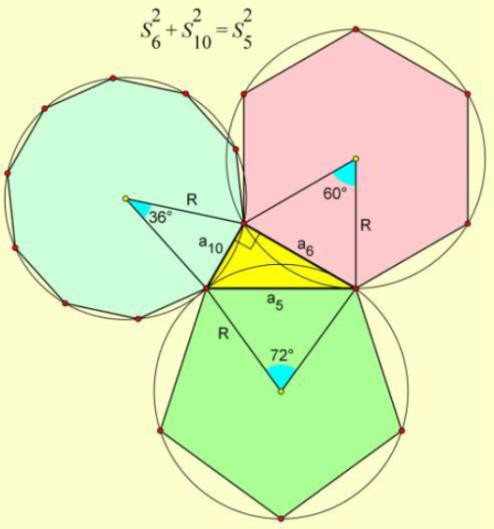 S₆² + S₁₀² = S₅²
R
36°
60°
R
a₁₀
a₆
a₅
R
72°